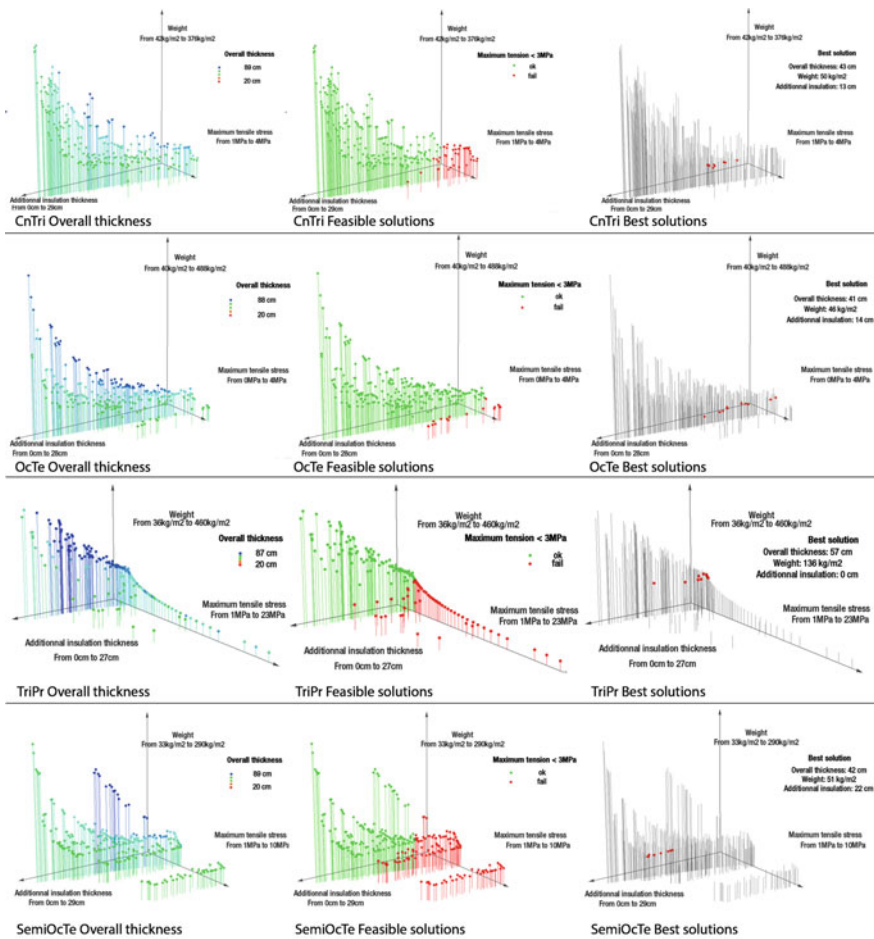 Weight
From 42kg/m2 to 376kg/m2
Overall thickness
89 cm
20 cm
Maximum tensile stress
From 1MPa to 4MPa
Additionnal insulation thickness
From 0cm to 29cm
CnTri Overall thickness
Weight
From 42kg/m2 to 376kg/m2
Maximum tension < 3MPa
ok
fail
Maximum tensile stress
From 1MPa to 4MPa
Additionnal insulation thickness
From 0cm to 29cm
CnTri Feasible solutions
Weight
From 42kg/m2 to 376kg/m2
Best solution
Overall thickness: 43 cm
Weight: 50 kg/m2
Additionnal insulation: 13 cm
Maximum tensile stress
From 1MPa to 4MPa
Additionnal insulation thickness
From 0cm to 29cm
CnTri Best solutions
Weight
From 40kg/m2 to 488kg/m2
Overall thickness
88 cm
20 cm
Maximum tensile stress
From 0MPa to 4MPa
Additionnal insulation thickness
From 0cm to 28cm
OcTe Overall thickness
Weight
From 40kg/m2 to 488kg/m2
Maximum tension < 3MPa
ok
fail
Maximum tensile stress
From 0MPa to 4MPa
Additionnal insulation thickness
From 0cm to 28cm
OcTe Feasible solutions
Weight
From 40kg/m2 to 488kg/m2
Best solution
Overall thickness: 41 cm
Weight: 46 kg/m2
Additionnal insulation: 14 cm
Maximum tensile stress
From 0MPa to 4MPa
Additionnal insulation thickness
From 0cm to 28cm
OcTe Best solutions
Weight
From 36kg/m2 to 460kg/m2
Overall thickness
87 cm
20 cm
Maximum tensile stress
From 1MPa to 23MPa
Additionnal insulation thickness
From 0cm to 27cm
TriPr Overall thickness
Weight
From 36kg/m2 to 460kg/m2
Maximum tension < 3MPa
ok
fail
Maximum tensile stress
From 1MPa to 23MPa
Additionnal insulation thickness
From 0cm to 27cm
TriPr Feasible solutions
Weight
From 36kg/m2 to 460kg/m2
Best solution
Overall thickness: 57 cm
Weight: 136 kg/m2
Additionnal insulation: 0 cm
Maximum tensile stress
From 1MPa to 23MPa
Additionnal insulation thickness
From 0cm to 27cm
TriPr Best solutions
Weight
From 33kg/m2 to 290kg/m2
Overall thickness
89 cm
20 cm
Maximum tensile stress
From 1MPa to 10MPa
Additionnal insulation thickness
From 0cm to 29cm
SemiOcTe Overall thickness
Weight
From 33kg/m2 to 290kg/m2
Maximum tension < 3MPa
ok
fail
Maximum tensile stress
From 1MPa to 10MPa
Additionnal insulation thickness
From 0cm to 29cm
SemiOcTe Feasible solutions
Weight
From 33kg/m2 to 290kg/m2
Best solution
Overall thickness: 42 cm
Weight: 51 kg/m2
Additionnal insulation: 22 cm
Maximum tensile stress
From 1MPa to 10MPa
Additionnal insulation thickness
From 0cm to 29cm
SemiOcTe Best solutions